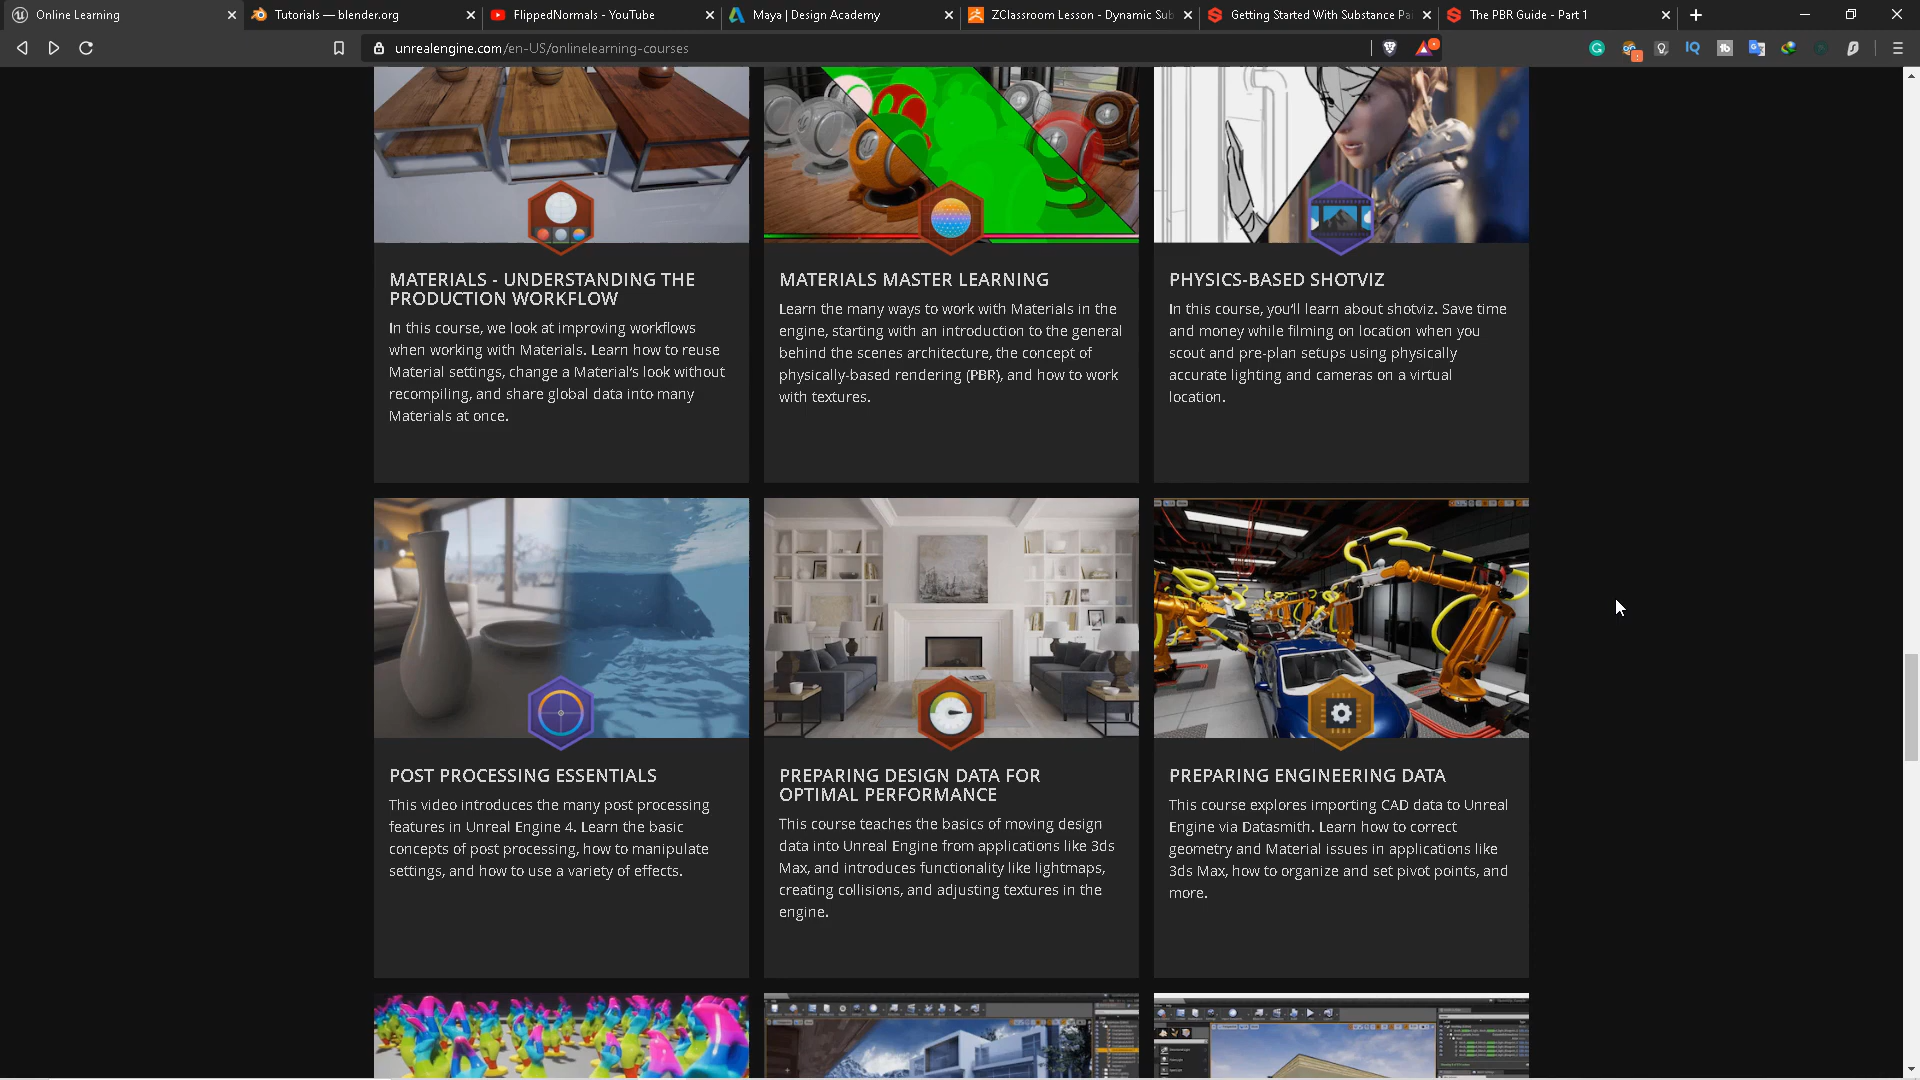 Online Learning
Tutorials — blender.org
FlippedNormals - YouTube
Maya | Design Academy
ZClassroom Lesson - Dynamic Sub
Getting Started With Substance Pa
The PBR Guide - Part 1
unrealengine.com/en-US/onlinelearning-courses
IQ
MATERIALS - UNDERSTANDING THE
PRODUCTION WORKFLOW
In this course, we look at improving workflows
when working with Materials. Learn how to reuse
Material settings, change a Material's look without
recompiling, and share global data into many
Materials at once.
MATERIALS MASTER LEARNING
Learn the many ways to work with Materials in the
engine, starting with an introduction to the general
behind the scenes architecture, the concept of
physically-based rendering (PBR), and how to work
with textures.
PHYSICS-BASED SHOTVIZ
In this course, you'll learn about shotviz. Save time
and money while filming on location when you
scout and pre-plan setups using physically
accurate lighting and cameras on a virtual
location.
POST PROCESSING ESSENTIALS
This video introduces the many post processing
features in Unreal Engine 4. Learn the basic
concepts of post processing, how to manipulate
settings, and how to use a variety of effects.
PREPARING DESIGN DATA FOR
OPTIMAL PERFORMANCE
This course teaches the basics of moving design
data into Unreal Engine from applications like 3ds
Max, and introduces functionality like lightmaps,
creating collisions, and adjusting textures in the
engine.
PREPARING ENGINEERING DATA
This course explores importing CAD data to Unreal
Engine via Datasmith. Learn how to correct
geometry and Material issues in applications like
3ds Max, how to organize and set pivot points, and
more.